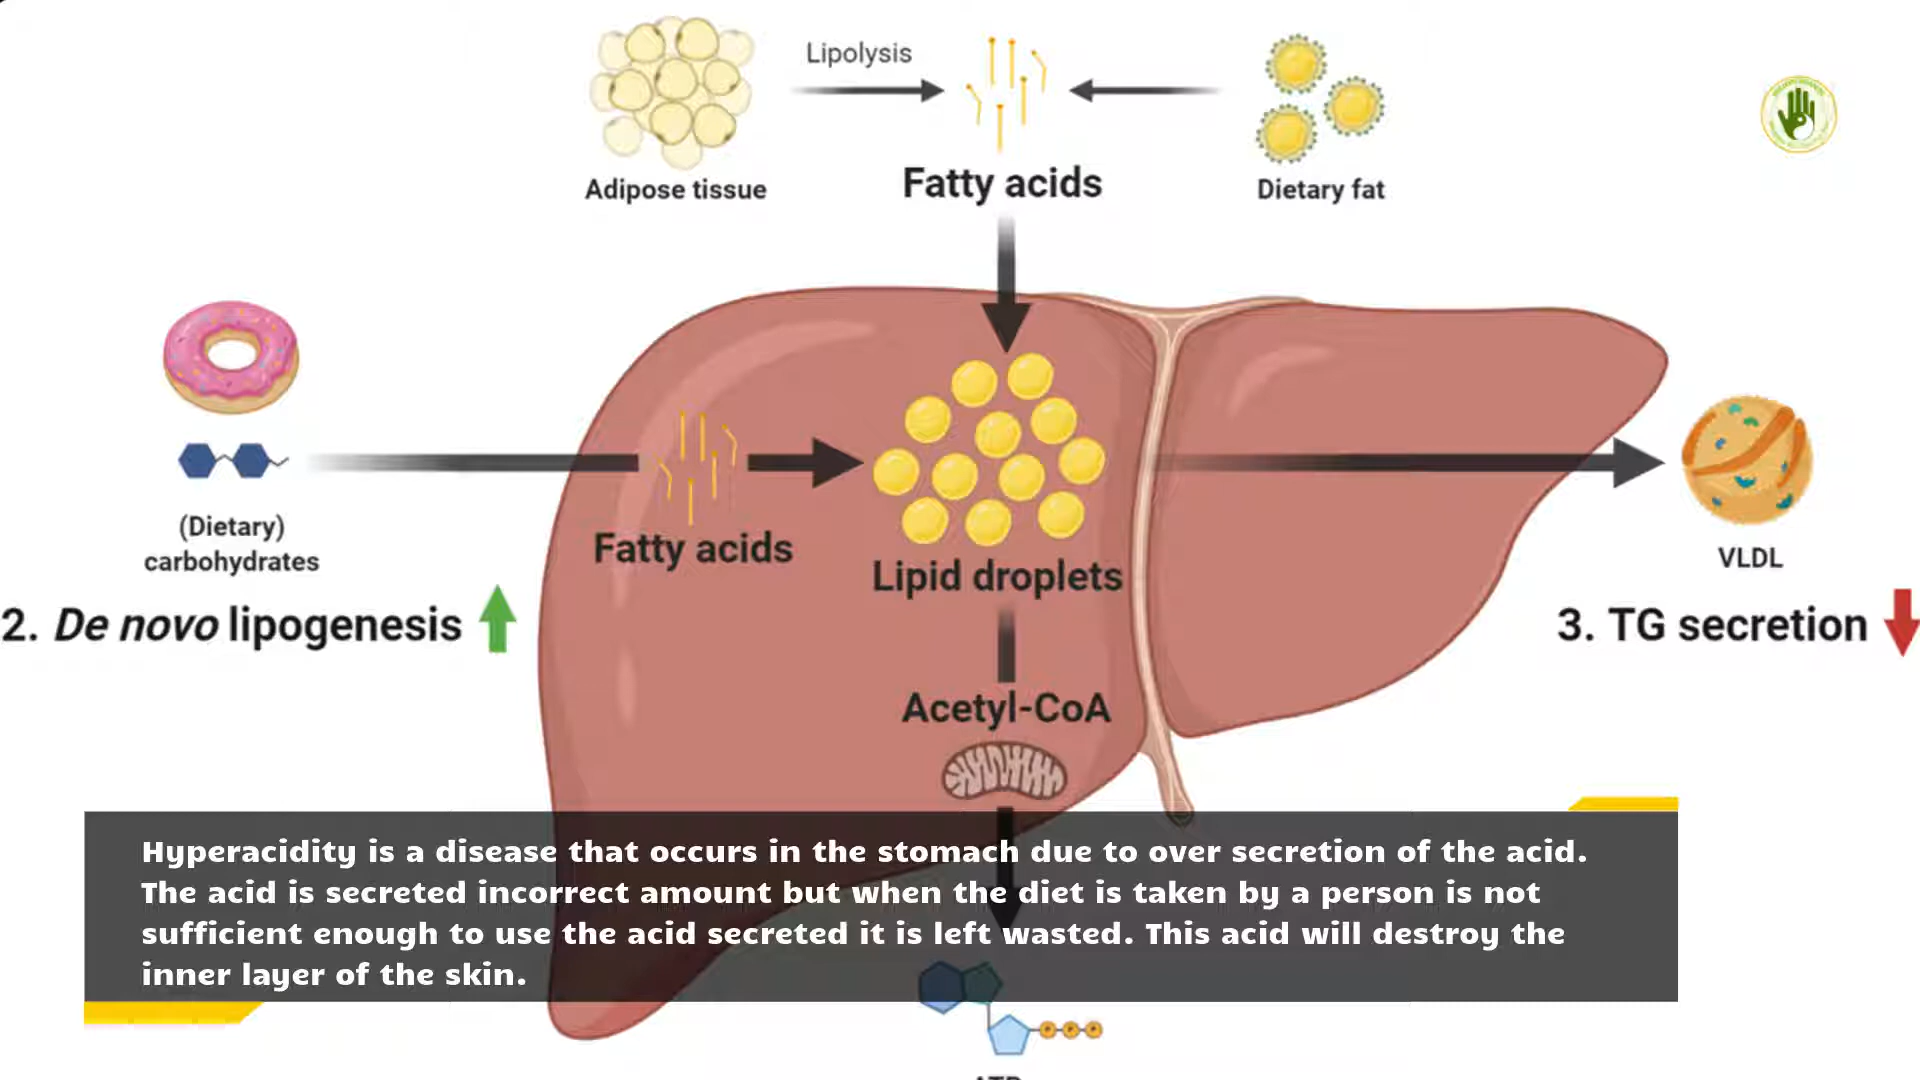 Lipolysis
Adipose tissue
Fatty acids
Dietary fat
(Dietary)
carbohydrates
Fatty acids
Lipid droplets
VLDL
2. De novo lipogenesis
3. TG secretion
Acetyl-CoA
Hyperacidity is a disease that occurs in the stomach due to over secretion of the acid.
The acid is secreted incorrect amount but when the diet is taken by a person is not
sufficient enough to use the acid secreted it is left wasted. This acid will destroy the
inner layer of the skin.